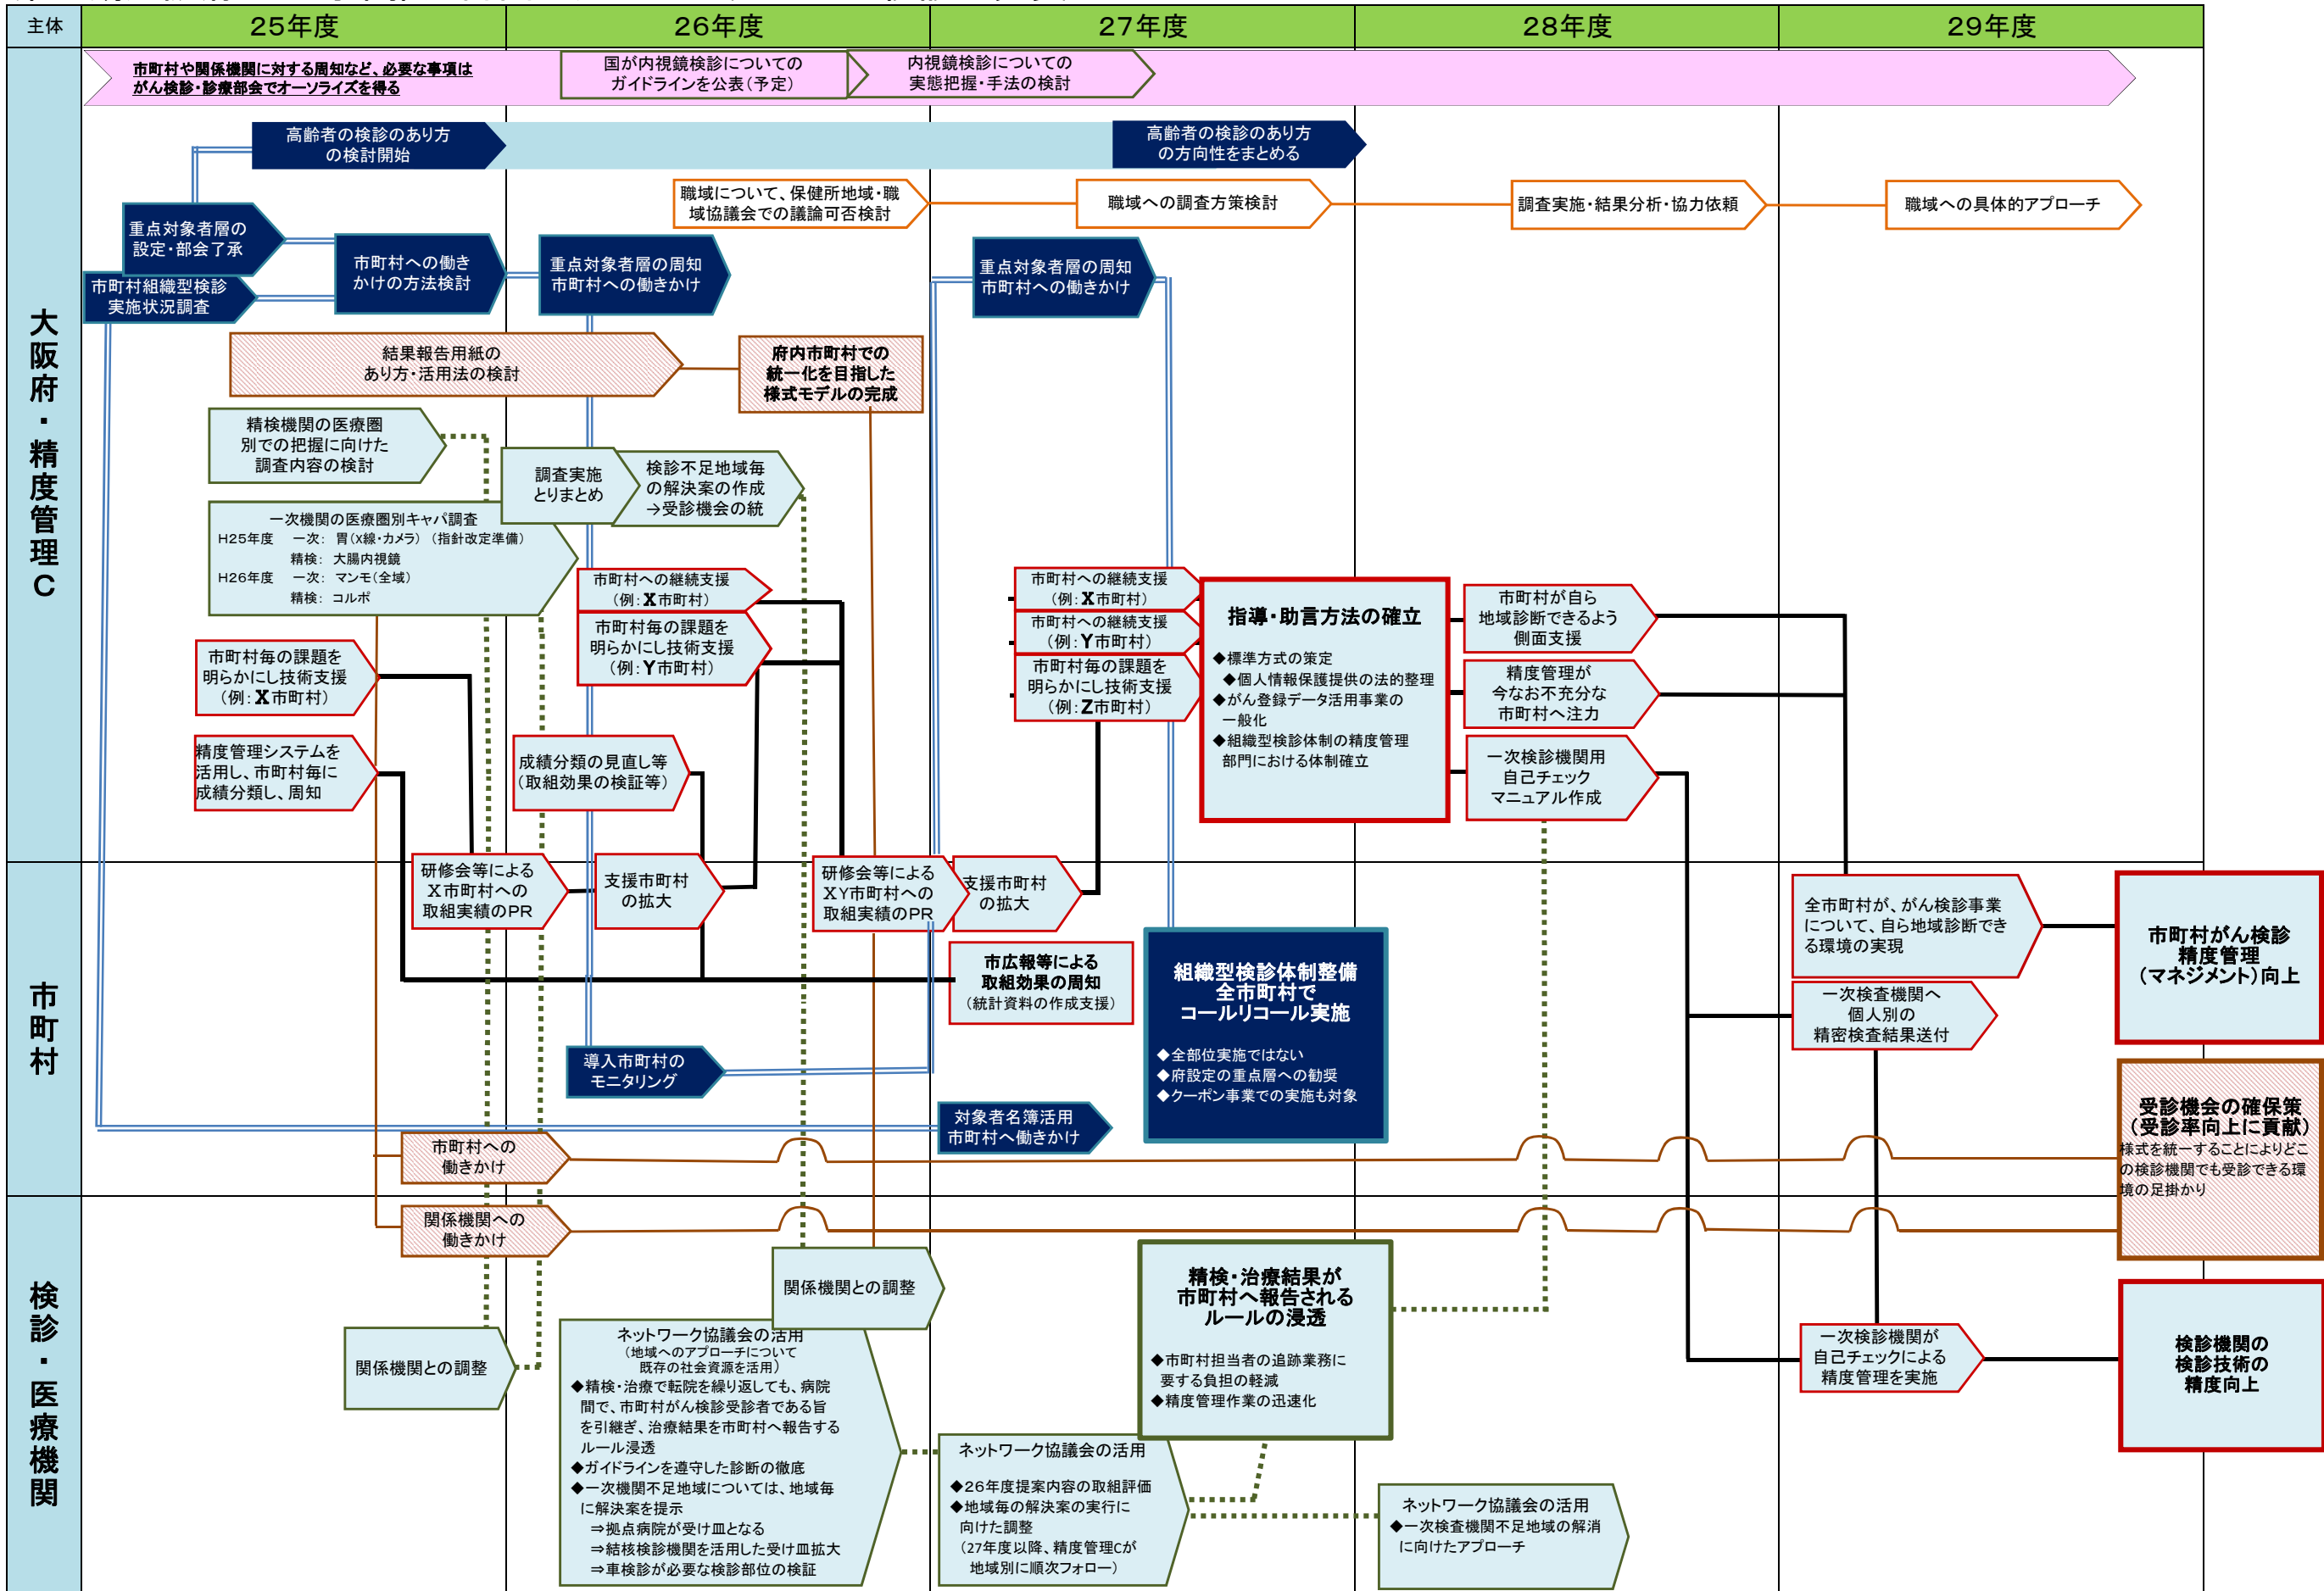 主体
25年度
26年度
27年度
28年度
29年度
大阪府・精度管理C
市町村や関係機関に対する周知など、必要な事項は
がん検診・診療部会でオーソライズを得る
国が内視鏡検診についての
ガイドラインを公表(予定)
内視鏡検診についての
実態把握・手法の検討
高齢者の検診のあり方
の検討開始
高齢者の検診のあり方
の方向性をまとめる
職域について、保健所地域・職
域協議会での議論可否検討
職域への調査方策検討
調査実施・結果分析・協力依頼
職域への具体的アプローチ
重点対象者層の
設定・部会了承
市町村組織型検診
実施状況調査
市町村への働き
かけの方法検討
重点対象者層の周知
市町村への働きかけ
重点対象者層の周知
市町村への働きかけ
結果報告用紙の
あり方・活用法の検討
府内市町村での
統一化を目指した
様式モデルの完成
精検機関の医療圏
別での把握に向けた
調査内容の検討
調査実施
とりまとめ
検診不足地域毎
の解決案の作成
→受診機会の統
一次機関の医療圏別キャパ調査
H25年度 一次: 胃(X線・カメラ) (指針改定準備)
精検: 大腸内視鏡
H26年度 一次: マンモ(全域)
精検: コルポ
市町村への継続支援
(例:X市町村)
市町村毎の課題を
明らかにし技術支援
(例:Y市町村)
市町村への継続支援
(例:X市町村)
市町村への継続支援
(例:Y市町村)
市町村毎の課題を
明らかにし技術支援
(例:Z市町村)
指導・助言方法の確立
◆標準方式の策定
◆個人情報保護提供の法的整理
◆がん登録データ活用事業の
一般化
◆組織型検診体制の精度管理
部門における体制確立
市町村が自ら
地域診断できるよう
側面支援
精度管理が
今なお不充分な
市町村へ注力
一次検診機関用
自己チェック
マニュアル作成
市町村毎の課題を
明らかにし技術支援
(例:X市町村)
精度管理システムを
活用し、市町村毎に
成績分類し、周知
成績分類の見直し等
(取組効果の検証等)
市町村
研修会等による
X市町村への
取組実績のPR
支援市町村
の拡大
研修会等による
XY市町村への
取組実績のPR
支援市町村
の拡大
市広報等による
取組効果の周知
(統計資料の作成支援)
組織型検診体制整備
全市町村で
コールリコール実施
◆全部位実施ではない
◆府設定の重点層への勧奨
◆クーポン事業での実施も対象
全市町村が、がん検診事業
について、自ら地域診断でき
る環境の実現
一次検査機関へ
個人別の
精密検査結果送付
市町村がん検診
精度管理
(マネジメント)向上
導入市町村の
モニタリング
対象者名簿活用
市町村へ働きかけ
市町村への
働きかけ
受診機会の確保策
(受診率向上に貢献)
様式を統一することによりどこ
の検診機関でも受診できる環
境の足掛かり
検診・医療機関
関係機関への
働きかけ
関係機関との調整
関係機関との調整
ネットワーク協議会の活用
(地域へのアプローチについて
既存の社会資源を活用)
◆精検・治療で転院を繰り返しても、病院
間で、市町村がん検診受診者である旨
を引継ぎ、治療結果を市町村へ報告する
ルール浸透
◆ガイドラインを遵守した診断の徹底
◆一次機関不足地域については、地域毎
に解決案を提示
⇒拠点病院が受け皿となる
⇒結核検診機関を活用した受け皿拡大
⇒車検診が必要な検診部位の検証
精検・治療結果が
市町村へ報告される
ルールの浸透
◆市町村担当者の追跡業務に
要する負担の軽減
◆精度管理作業の迅速化
ネットワーク協議会の活用
◆26年度提案内容の取組評価
◆地域毎の解決案の実行に
向けた調整
(27年度以降、精度管理Cが
地域別に順次フォロー)
ネットワーク協議会の活用
◆一次検査機関不足地域の解消
に向けたアプローチ
一次検診機関が
自己チェックによる
精度管理を実施
検診機関の
検診技術の
精度向上